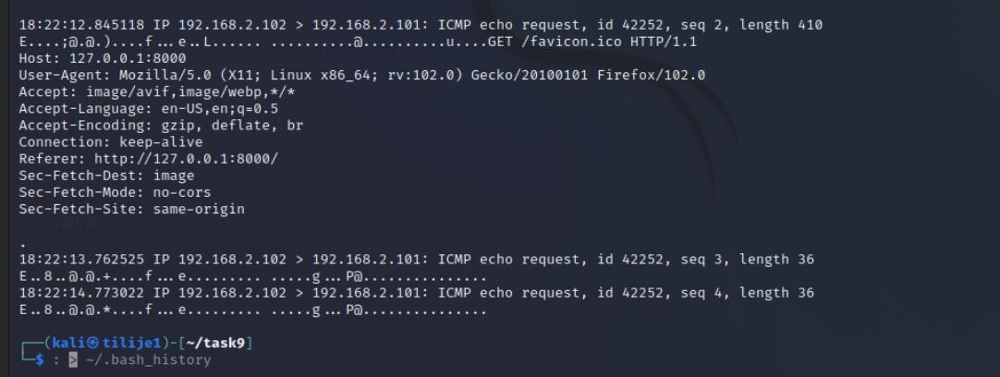 18:22:12.845118 IP 192.168.2.102 > 192.168.2.101: ICMP echo request, id 42252, seq 2, length 410
E....;@.@.)....f...e..L...... ..........@..........u....GET /favicon.ico HTTP/1.1
Host: 127.0.0.1:8000
User-Agent: Mozilla/5.0 (X11; Linux x86_64; rv:102.0) Gecko/20100101 Firefox/102.0
Accept: image/avif,image/webp,*/*
Accept-Language: en-US,en;q=0.5
Accept-Encoding: gzip, deflate, br
Connection: keep-alive
Referer: http://127.0.0.1:8000/
Sec-Fetch-Dest: image
Sec-Fetch-Mode: no-cors
Sec-Fetch-Site: same-origin
.
18:22:13.762525 IP 192.168.2.102 > 192.168.2.101: ICMP echo request, id 42252, seq 3, length 36
E..8..@.@.+....f...e......... .....g...P@...............
18:22:14.773022 IP 192.168.2.102 > 192.168.2.101: ICMP echo request, id 42252, seq 4, length 36
E..8..@.@.*....f...e......... .....g...P@...............
┌──(kali㉿tilije1)-[~/task9]
└─$ : > ~/.bash_history